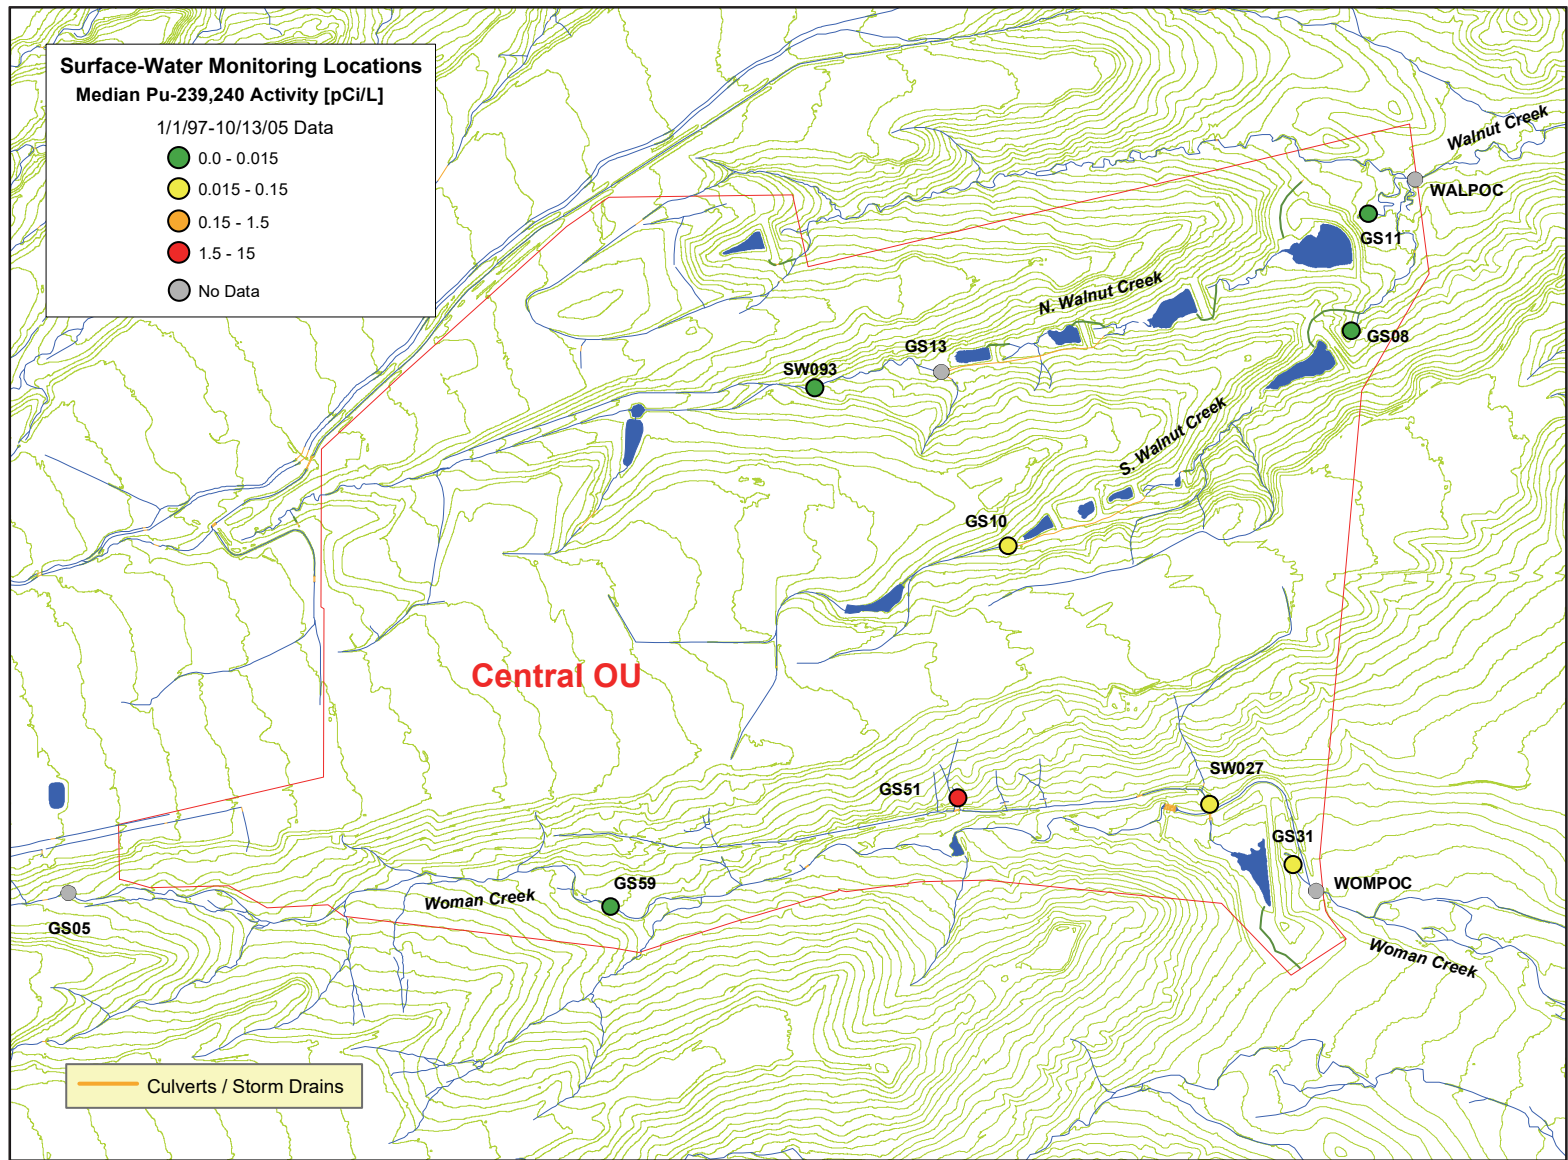 Surface-Water Monitoring Locations
Median Pu-239,240 Activity [pCi/L]
1/1/97-10/13/05 Data
0.0 - 0.015
0.015 - 0.15
0.15 - 1.5
1.5 - 15
No Data
Walnut Creek
WALPOC
GS11
N. Walnut Creek
GS08
GS13
SW093
S. Walnut Creek
GS10
Central OU
SW027
GS51
GS31
WOMPOC
GS59
Woman Creek
GS05
Woman Creek
Culverts / Storm Drains